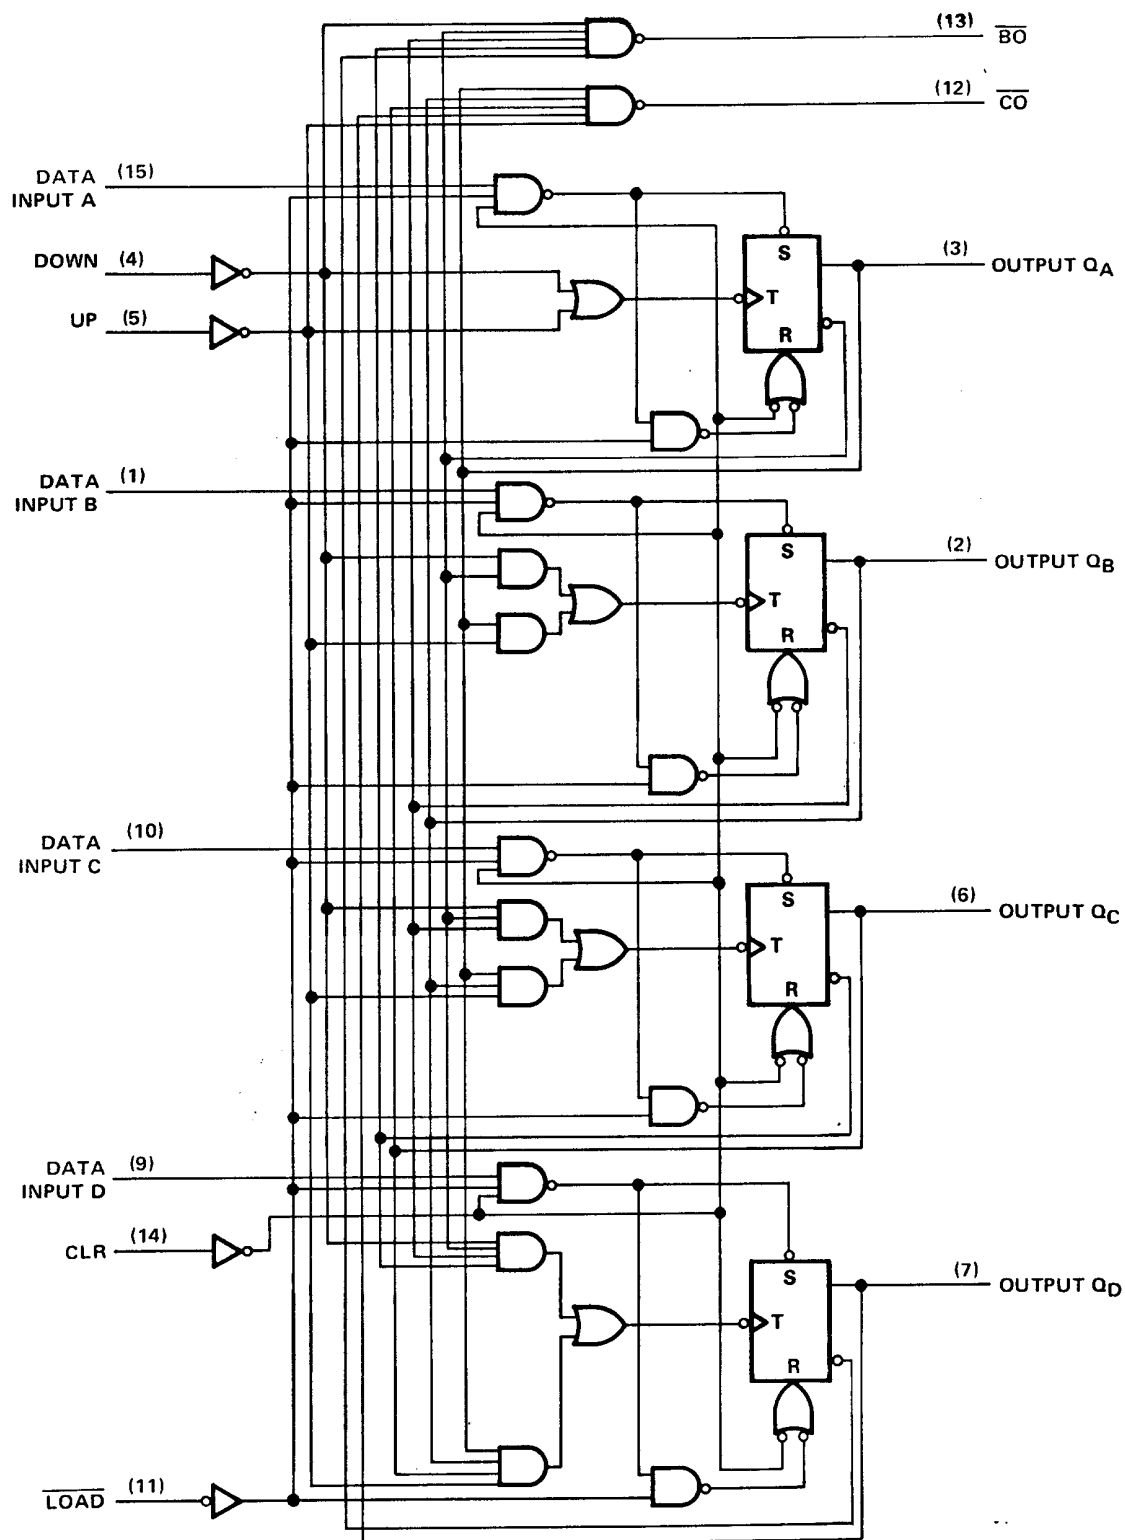 (13) BO
(12) CO
DATA (15)
INPUT A
DOWN (4)
S
(3) OUTPUT QA
UP (5)
T
R
DATA (1)
INPUT B
S
(2) OUTPUT QB
T
R
DATA (10)
INPUT C
S
(6) OUTPUT QC
T
R
DATA (9)
INPUT D
CLR (14)
S
(7) OUTPUT QD
T
R
LOAD (11)